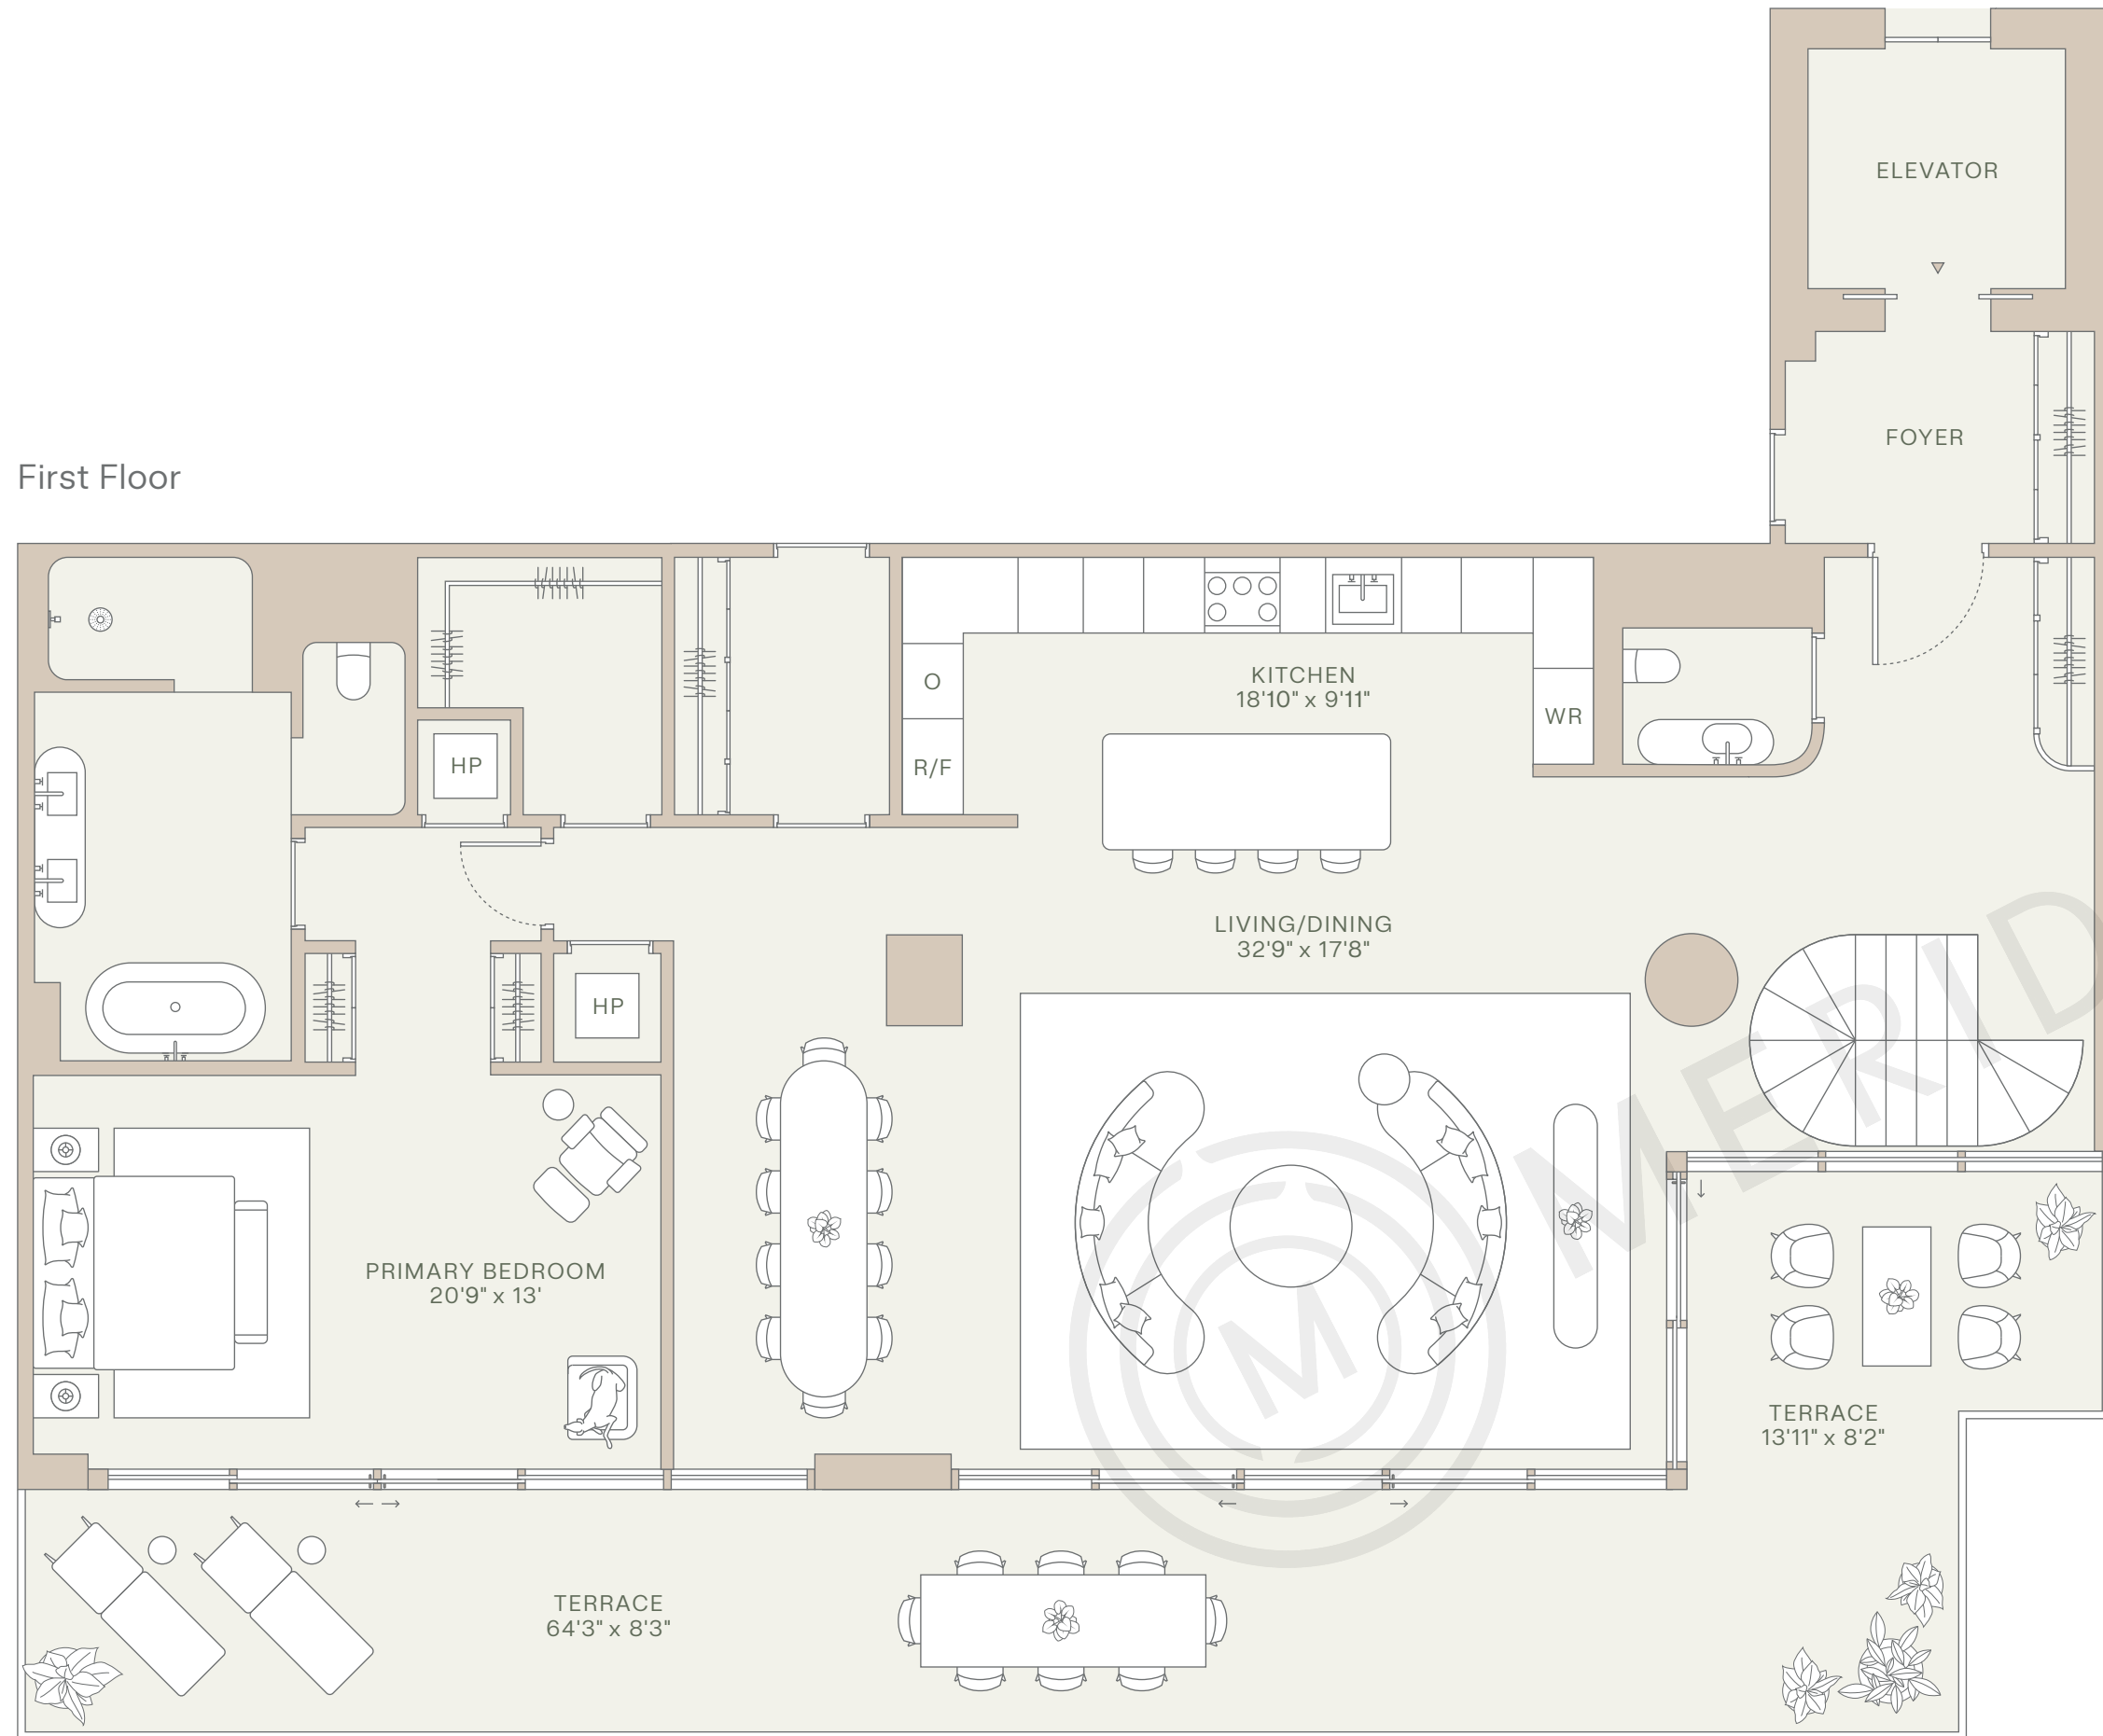 ELEVATOR
FOYER
First Floor
KITCHEN
18'10" x 9'11"
O
R/F
WR
HP
LIVING/DINING
32'9" x 17'8"
HP
MERID
M
PRIMARY BEDROOM
20'9" x 13'
TERRACE
13'11" x 8'2"
TERRACE
64'3" x 8'3"